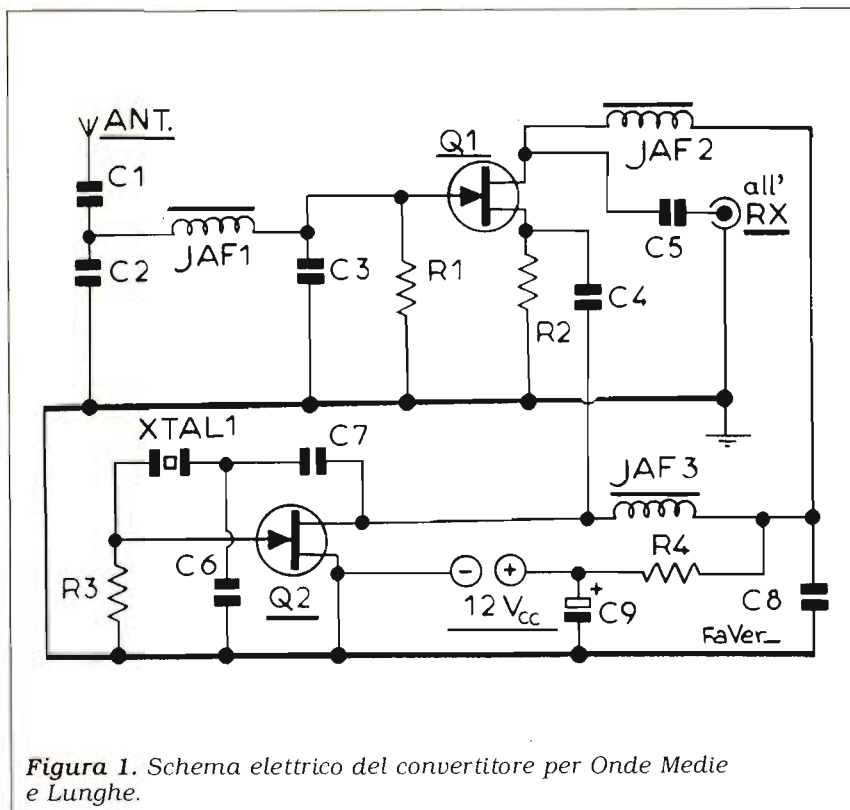 ANT.
C1
C2
JAF1
C3
R1
Q1
R2
C4
JAF2
all'
RX
C5
XTAL1
C7
JAF3
R3
C6
Q2
12 Vcc
C9
R4
C8
FaVer_
Figura 1. Schema elettrico del convertitore per Onde Medie
e Lunghe.